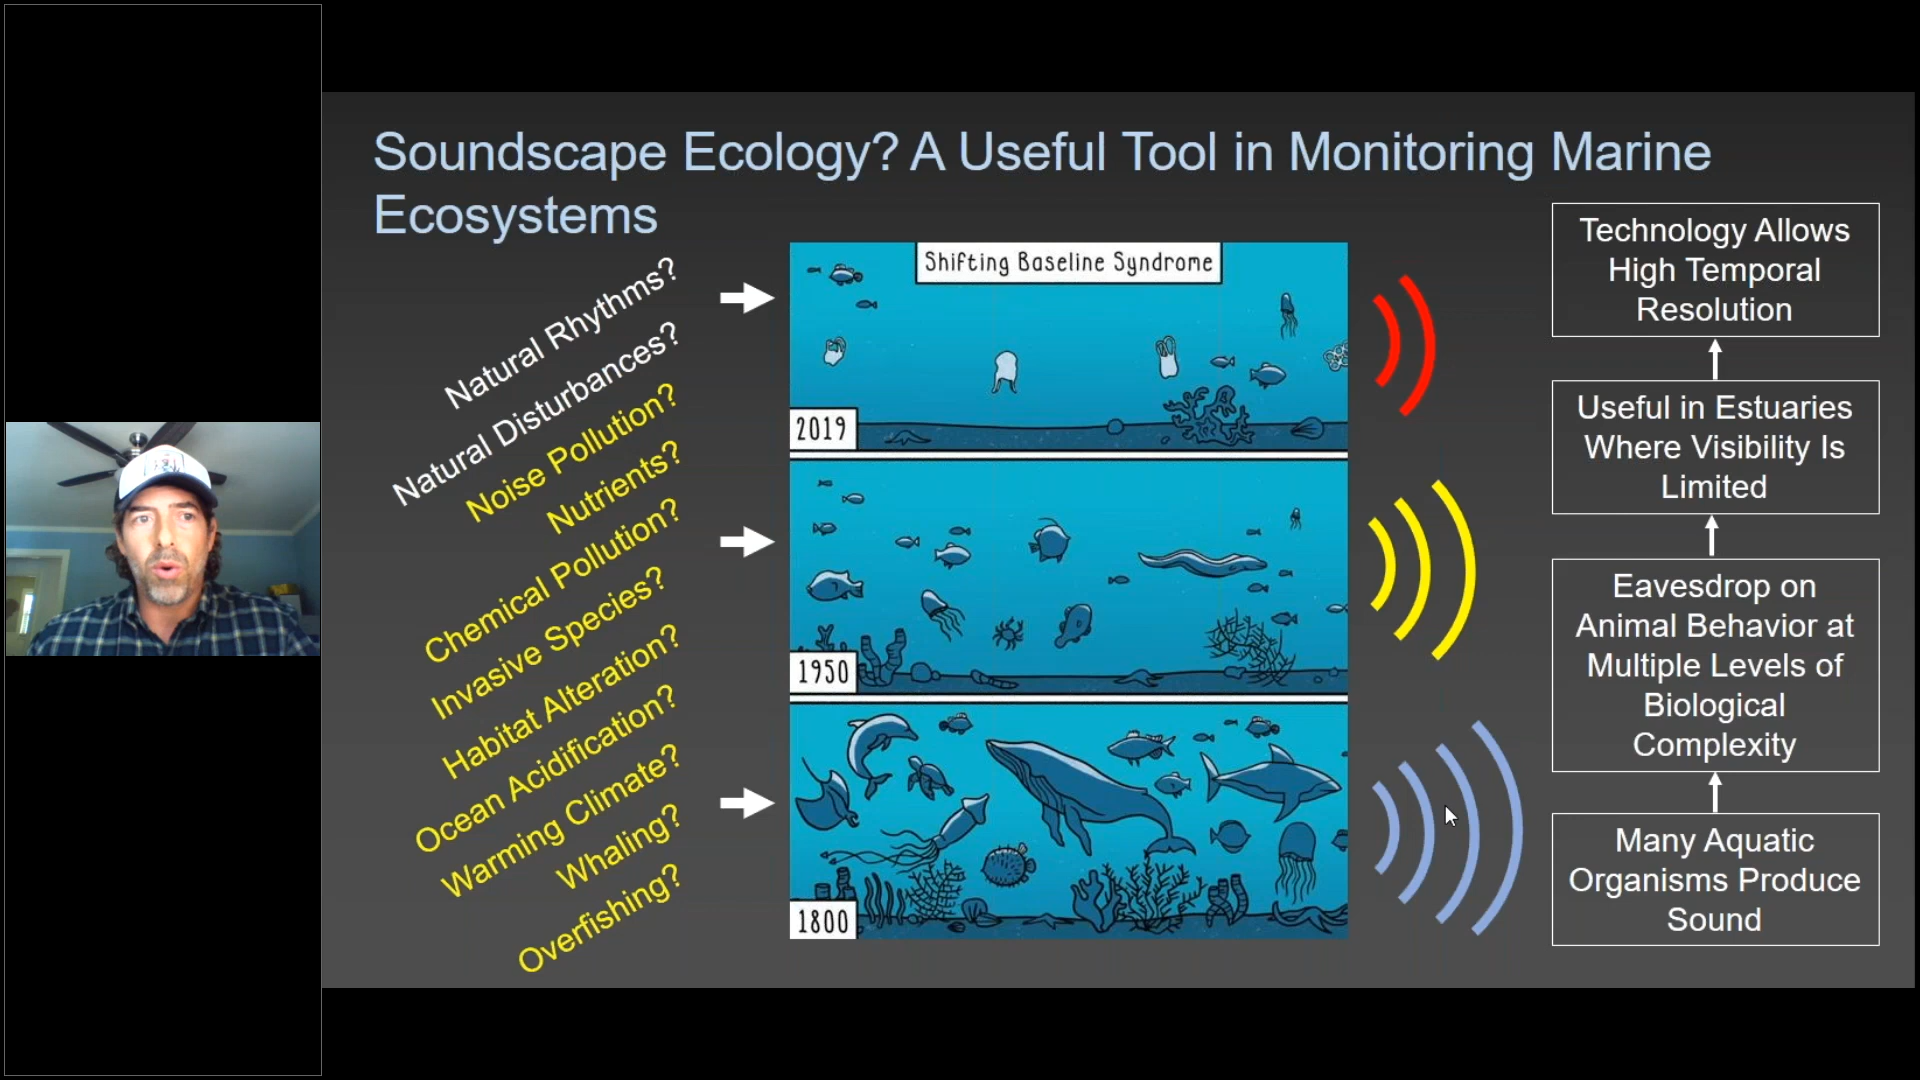 Soundscape Ecology? A Useful Tool in Monitoring Marine
Ecosystems
Natural Rhythms?
Natural Disturbances?
Noise Pollution?
Nutrients?
Chemical Pollution?
Invasive Species?
Habitat Alteration?
Ocean Acidification?
Warming Climate?
Whaling?
Overfishing?
Shifting Baseline Syndrome
2019
1950
1800
Technology Allows
High Temporal
Resolution
Useful in Estuaries
Where Visibility Is
Limited
Eavesdrop on
Animal Behavior at
Multiple Levels of
Biological
Complexity
Many Aquatic
Organisms Produce
Sound